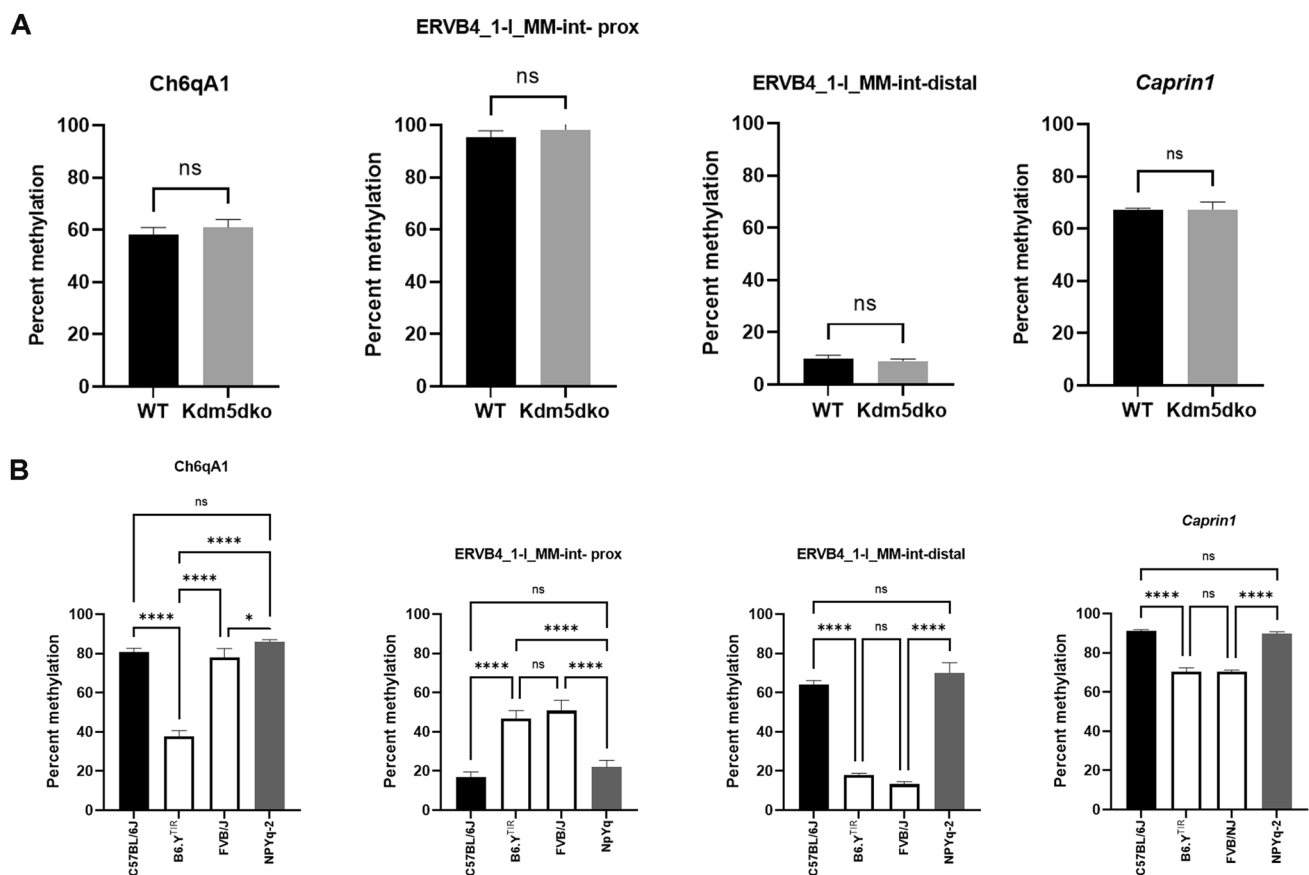 A
ERVB4_1-I_MM-int- prox
Ch6qA1
ERVB4_1-I_MM-int-distal
Caprin1
Percent methylation
100
80
60
40
20
0
ns
WT Kdm5dko
Percent methylation
100
80
60
40
20
0
ns
WT Kdm5dko
Percent methylation
100
80
60
40
20
0
ns
WT Kdm5dko
Percent methylation
100
80
60
40
20
0
ns
WT Kdm5dko
B
Ch6qA1
ns
****
****
**** *
Percent methylation
100
80
60
40
20
0
C57BL/6J
B6.Y^TIR
FVB/J
NPYq-2
ERVB4_1-I_MM-int- prox
ns
****
**** ns ****
Percent methylation
100
80
60
40
20
0
C57BL/6J
B6.Y^TIR
FVB/J
NpYq
ERVB4_1-I_MM-int-distal
ns
**** ns ****
Percent methylation
100
80
60
40
20
0
C57BL/6J
B6.Y^TIR
FVB/J
NPYq-2
Caprin1
ns
**** ns ****
Percent methylation
100
80
60
40
20
0
C57BL/6J
B6.Y^TIR
FVB/NJ
NPYq-2